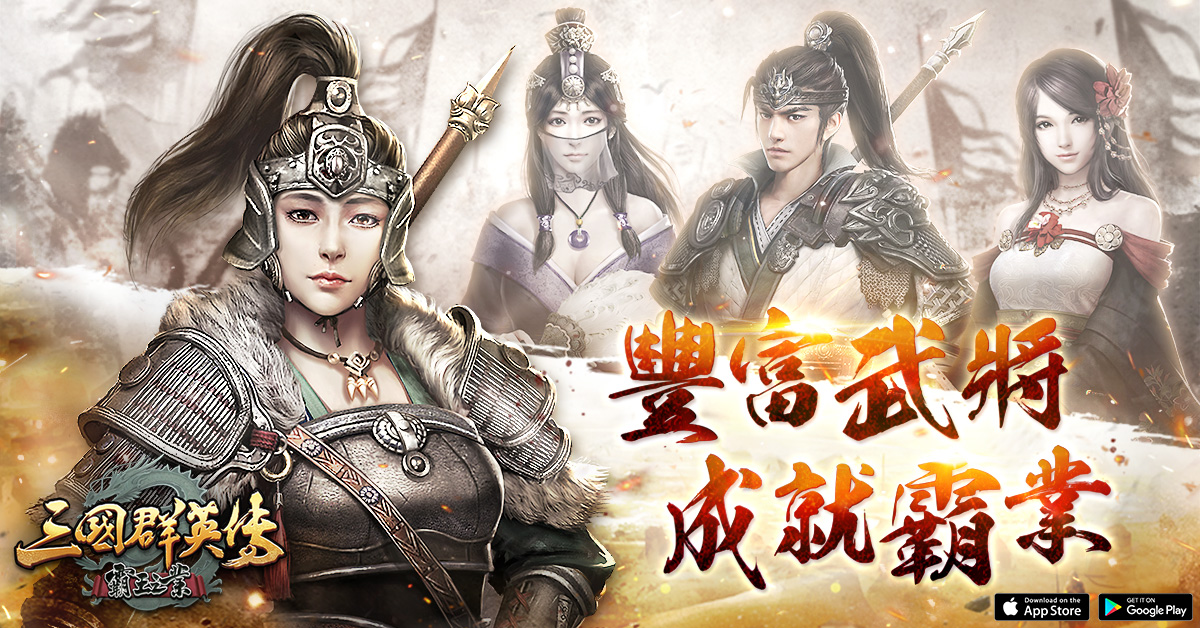 豐富武將
成就霸業
三國群英傳
霸王之業
Download on the
App Store
GET IT ON
Google Play